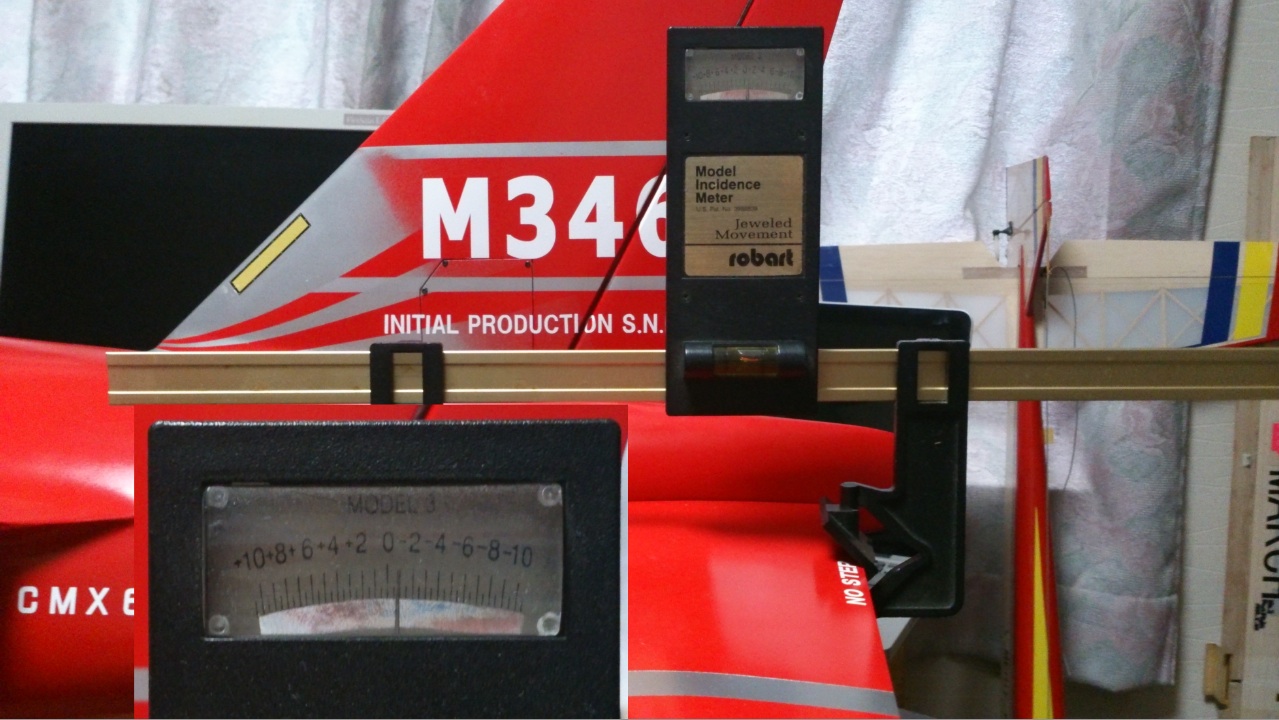 M346
INITIAL PRODUCTION S.N.
Model
Incidence
Meter
Jeweled
Movement
robart
MODEL 3
+10+8+6+4+2 0-2-4-6-8-10
CMX6
NO STEP